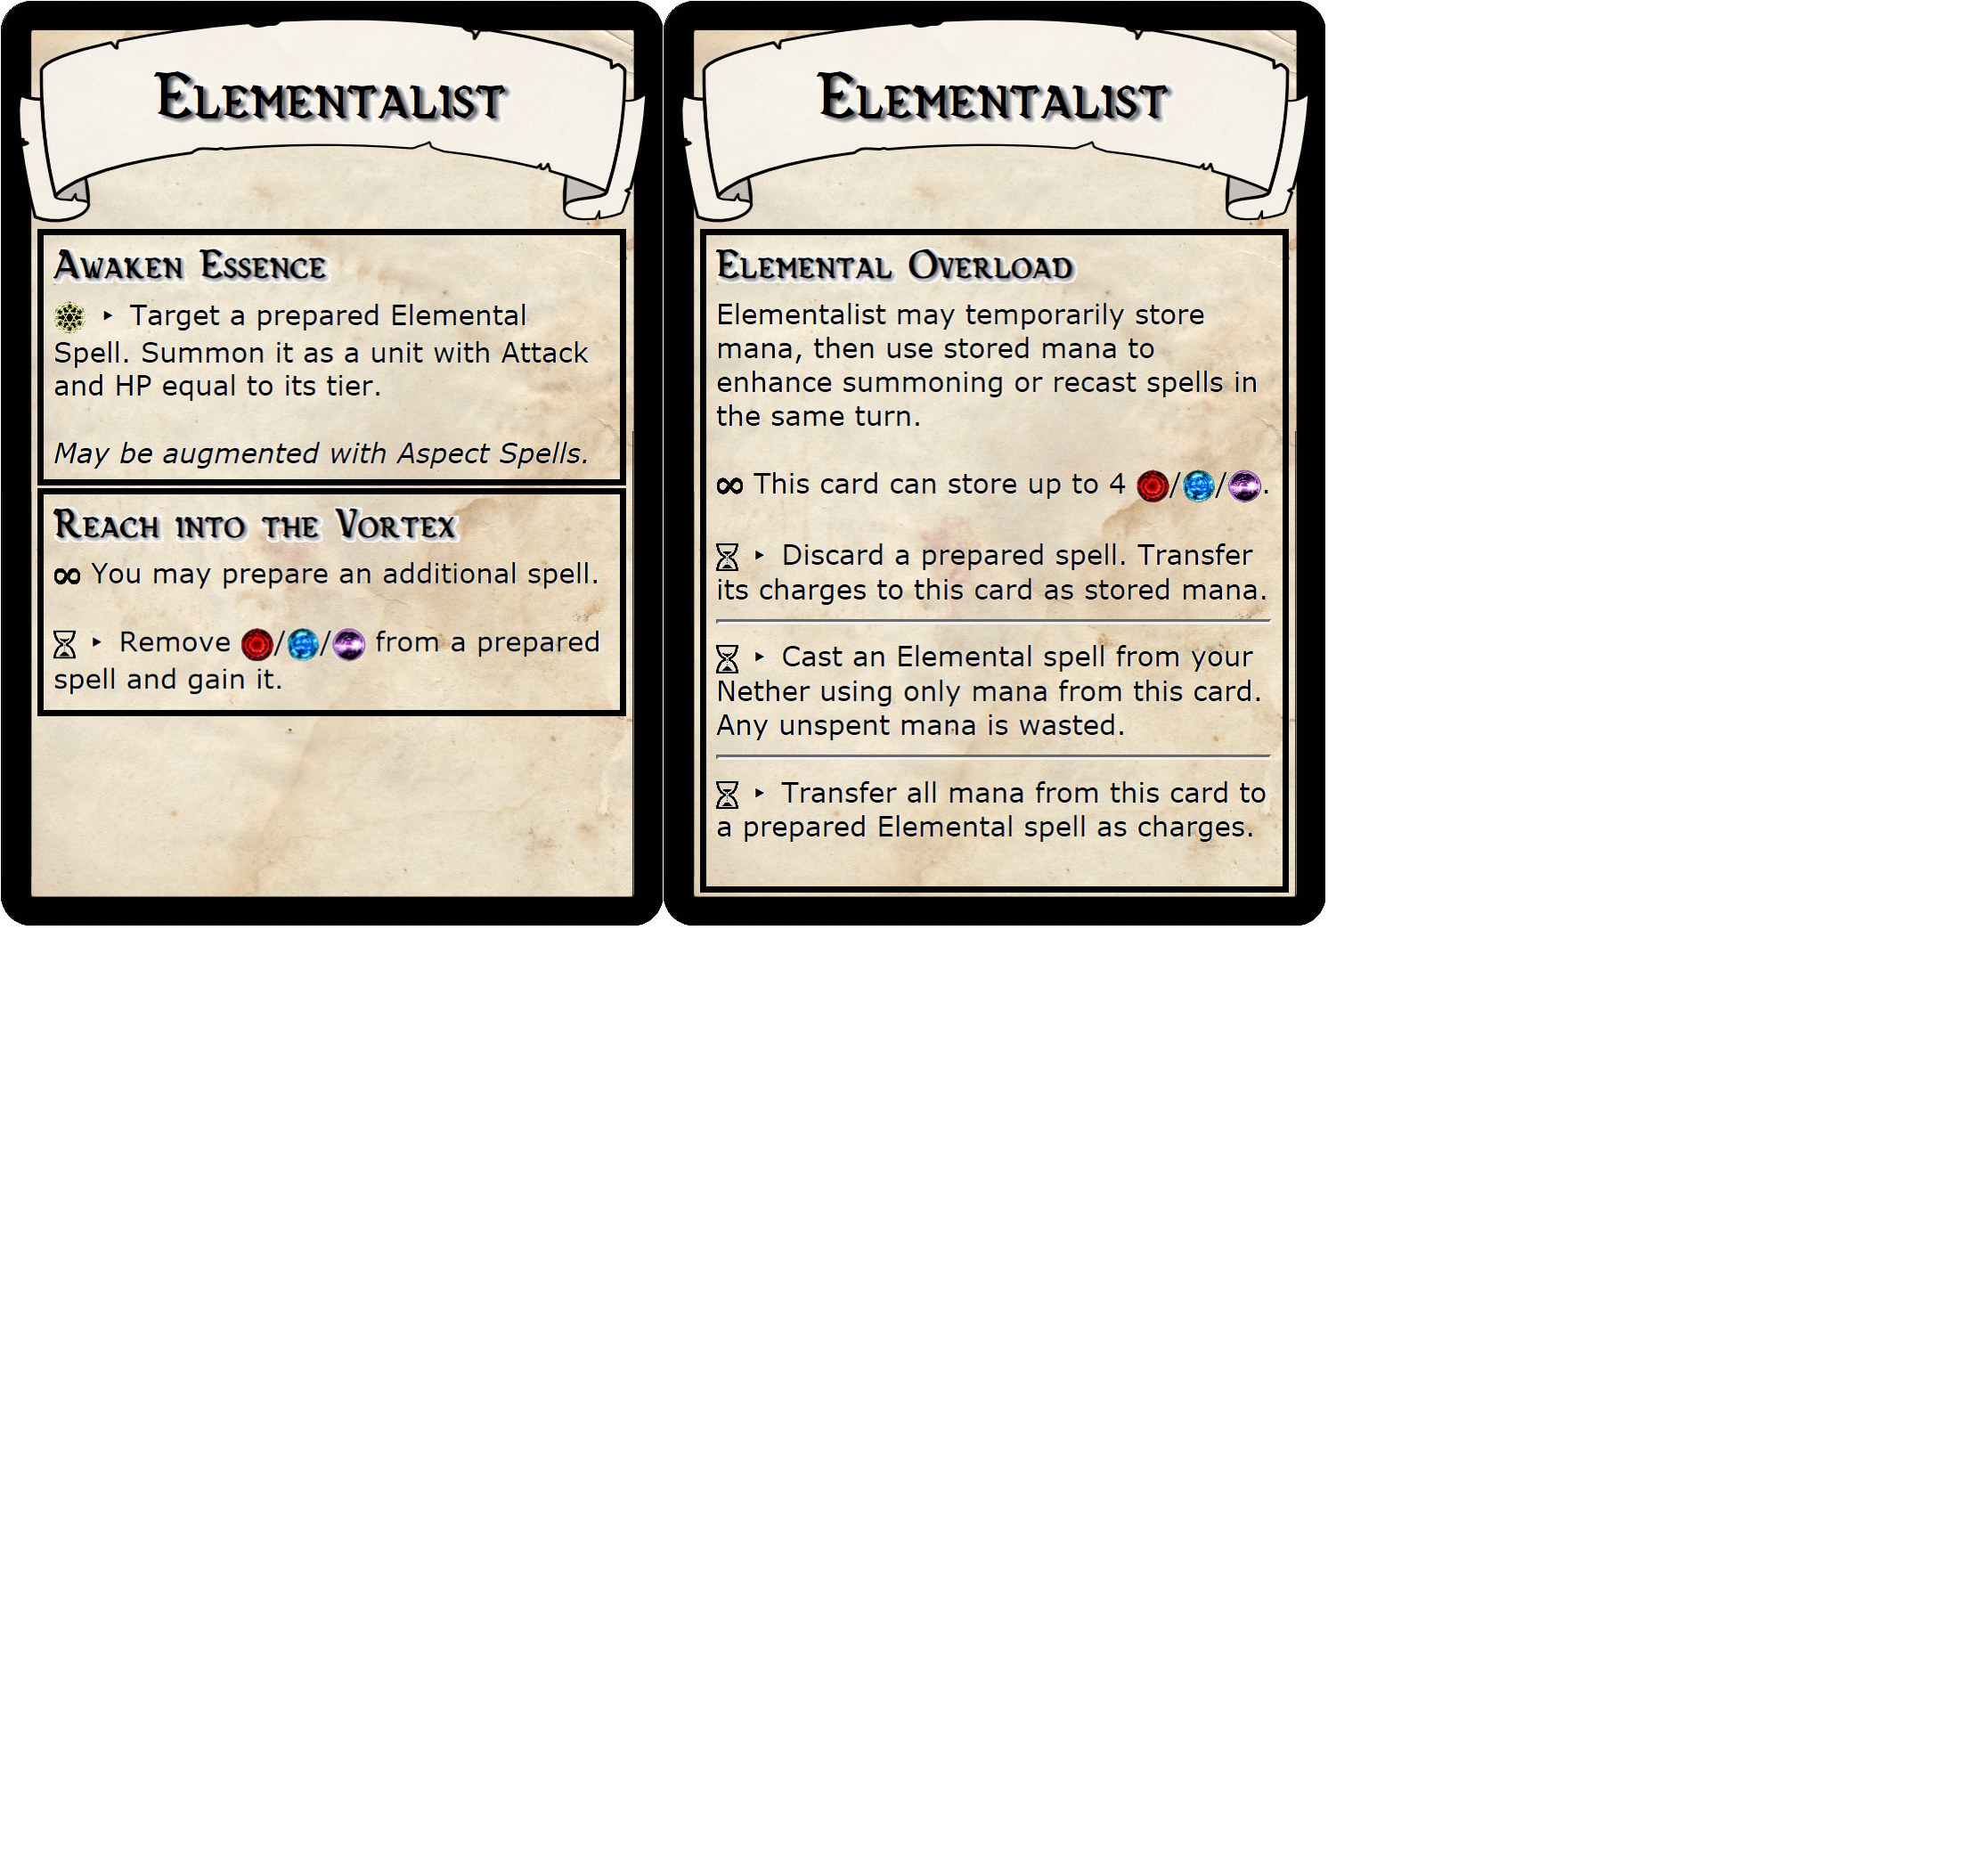 Elementalist
Awaken Essence
‣ Target a prepared Elemental
Spell. Summon it as a unit with Attack
and HP equal to its tier.
May be augmented with Aspect Spells.
Reach into the Vortex
∞ You may prepare an additional spell.
‣ Remove / / from a prepared
spell and gain it.
Elementalist
Elemental Overload
Elementalist may temporarily store
mana, then use stored mana to
enhance summoning or recast spells in
the same turn.
∞ This card can store up to 4 / / .
‣ Discard a prepared spell. Transfer
its charges to this card as stored mana.
‣ Cast an Elemental spell from your
Nether using only mana from this card.
Any unspent mana is wasted.
‣ Transfer all mana from this card to
a prepared Elemental spell as charges.